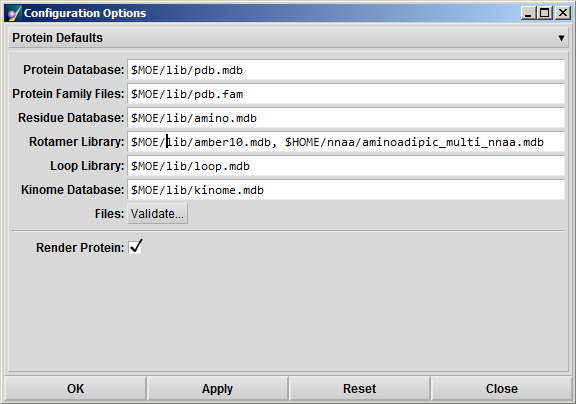 Configuration Options
Protein Defaults
Protein Database: $MOE/lib/pdb.mdb
Protein Family Files: $MOE/lib/pdb.fam
Residue Database: $MOE/lib/amino.mdb
Rotamer Library: $MOE/lib/amber10.mdb, $HOME/nnaa/aminoadipic_multi_nnaa.mdb
Loop Library: $MOE/lib/loop.mdb
Kinome Database: $MOE/lib/kinome.mdb
Files: Validate...
Render Protein:
OK Apply Reset Close